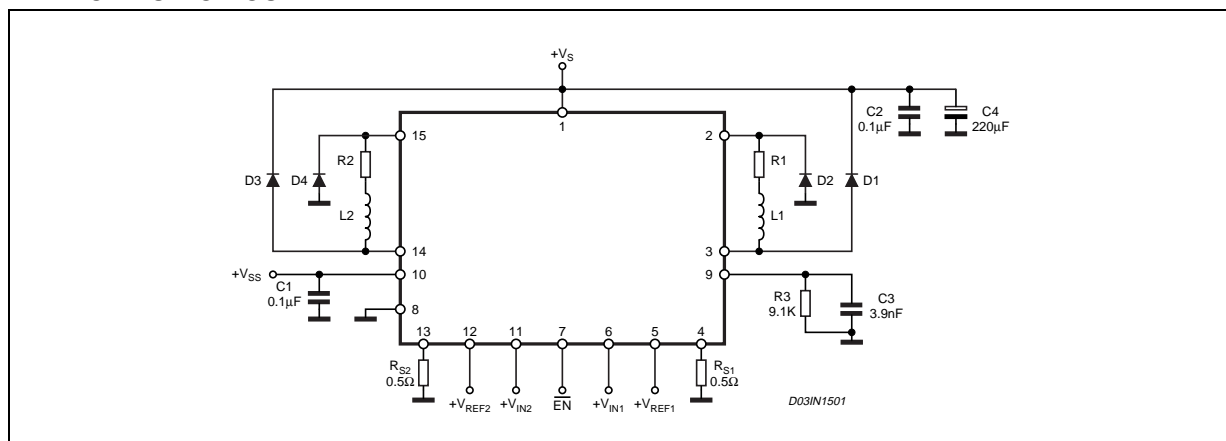 +VS
1
C2
0.1µF
C4
220µF
15
2
R2
R1
D3
D4
D2
D1
L2
L1
14
3
+VSS
10
9
C1
0.1µF
R3
9.1K
C3
3.9nF
8
13
12
11
7
6
5
4
RS2
0.5Ω
RS1
0.5Ω
+VREF2
+VIN2
EN
+VIN1
+VREF1
D03IN1501